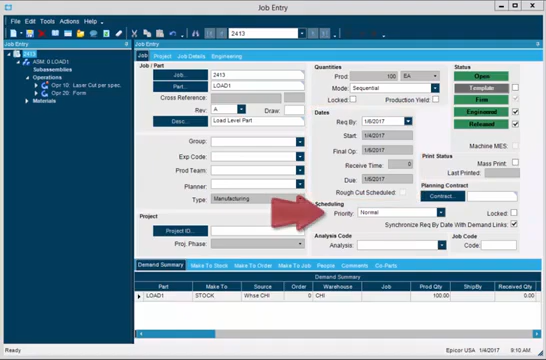 Job Entry
File Edit Tools Actions Help
2413
Job Entry
2413
ASM: 0 LOAD1
Subassemblies
Operations
Opr 10 Laser Cut per spec,
Opr 20 Form
Materials
Job Entry
Job Project Job Details Engineering
Job / Part
Job.. 2413
Part.. LOAD1
Cross Reference:
Rev: A Draw:
Desc... Load Level Part
Group:
Exp Code:
Prod Team:
Planner:
Type: Manufacturing
Project
Project ID...
Proj. Phase:
Quantities
Prod: 100 EA
Mode: Sequential
Locked: Production Yield:
Dates
Req By: 1/6/2017
Start: 1/4/2017
Final Op: 1/6/2017
Receive Time: 0
Due: 1/6/2017
Rough Cut Scheduled:
Scheduling
Priority: Normal Locked:
Synchronize Req By Date With Demand Links:
Analysis Code
Analysis:
Job Code
Code:
Status
Open
Template
Firm
Engineered
Released
Machine MES:
Print Status
Mass Print:
Last Printed:
Planning Contract
Contract...
Demand Summary Make To Stock Make To Order Make To Job People Comments Co-Parts
Demand Summary
Part Make To Source Order Warehouse Job Prod Qty ShipBy Received Qty
LOAD1 STOCK Whse CHI 0 CHI 100.00 0.00
Ready Epicor USA 1/4/2017 9:10 AM